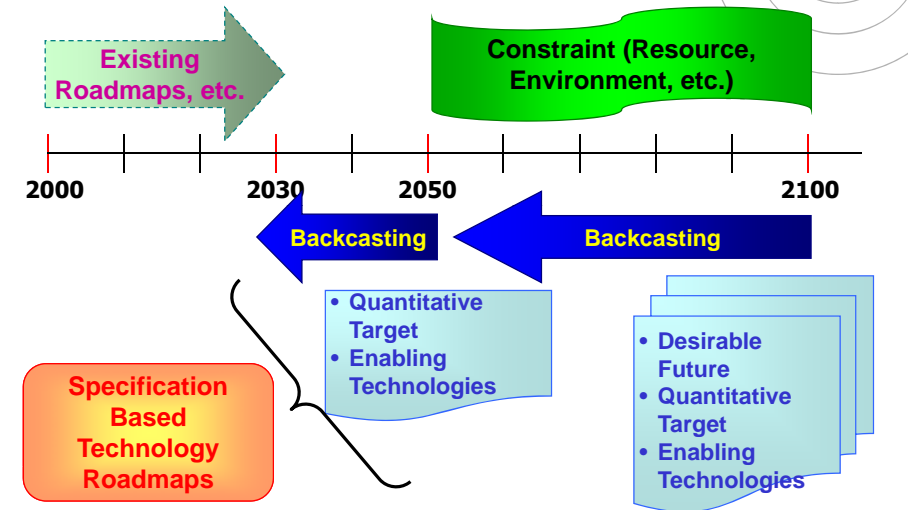 Existing
Roadmaps, etc.
Constraint (Resource,
Environment, etc.)
2000 2030 2050 2100
Backcasting Backcasting
• Quantitative
Target
• Enabling
Technologies
• Desirable
Future
• Quantitative
Target
• Enabling
Technologies
Specification
Based
Technology
Roadmaps